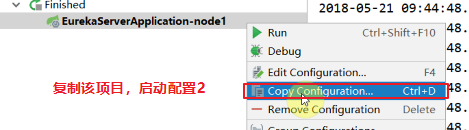 Finished
2018-05-21 09:44:48.
EurekaServerApplication-node1
Run Ctrl+Shift+F10
Debug
Edit Configuration... F4
复制该项目，启动配置2
Copy Configuration... Ctrl+D
Remove Configuration Delete
48.
48.
48.
48.
48.